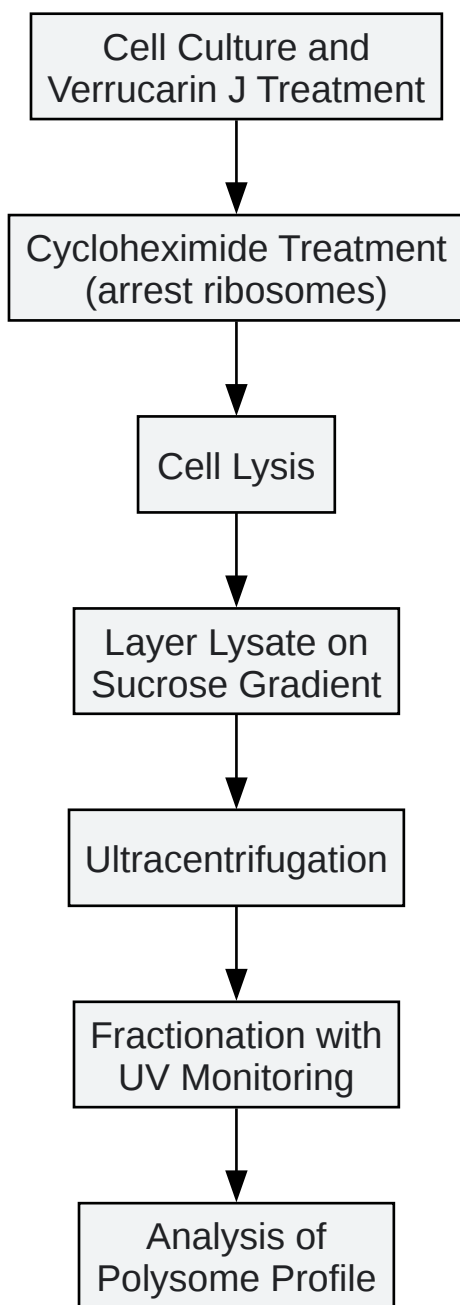 Cell Culture and
Verrucarin J Treatment
Cycloheximide Treatment
(arrest ribosomes)
Cell Lysis
Layer Lysate on
Sucrose Gradient
Ultracentrifugation
Fractionation with
UV Monitoring
Analysis of
Polysome Profile